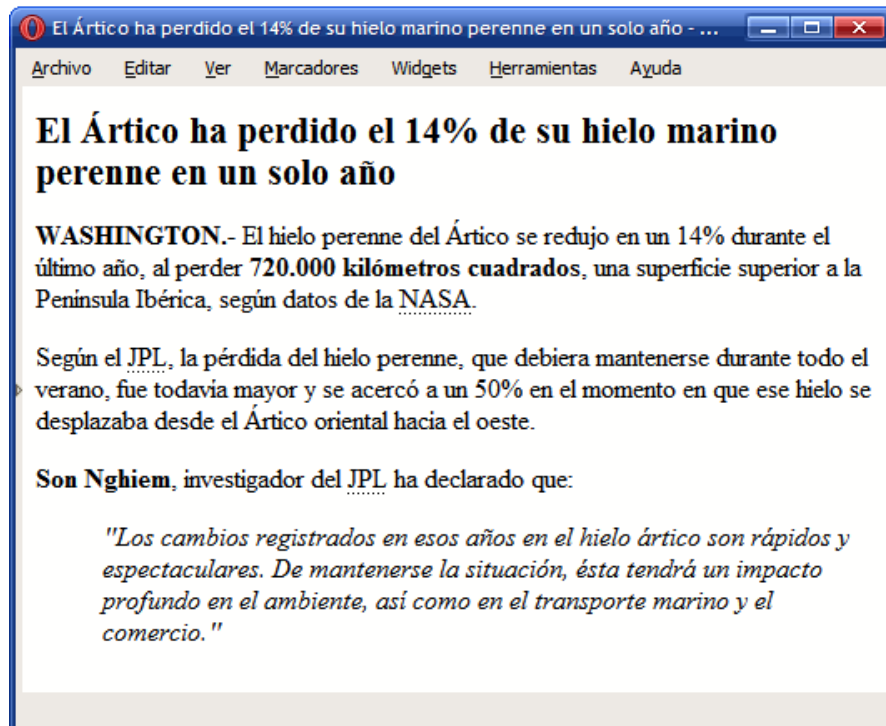 El Ártico ha perdido el 14% de su hielo marino perenne en un solo año - ...
Archivo Editar Ver Marcadores Widgets Herramientas Ayuda
El Ártico ha perdido el 14% de su hielo marino
perenne en un solo año
WASHINGTON.- El hielo perenne del Ártico se redujo en un 14% durante el
último año, al perder 720.000 kilómetros cuadrados, una superficie superior a la
Península Ibérica, según datos de la NASA.
Según el JPL, la pérdida del hielo perenne, que debiera mantenerse durante todo el
verano, fue todavía mayor y se acercó a un 50% en el momento en que ese hielo se
desplazaba desde el Ártico oriental hacia el oeste.
Son Nghiem, investigador del JPL ha declarado que:
"Los cambios registrados en esos años en el hielo ártico son rápidos y
espectaculares. De mantenerse la situación, ésta tendrá un impacto
profundo en el ambiente, así como en el transporte marino y el
comercio."